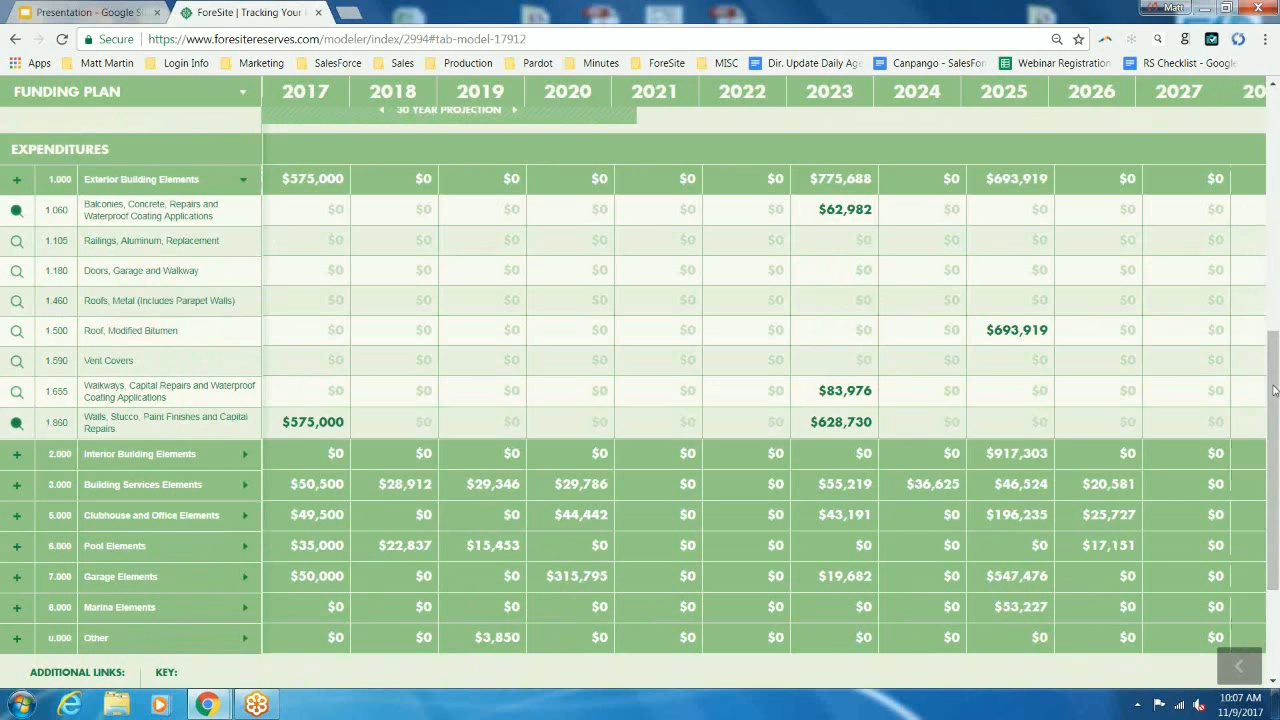 Presentation - Google Sl
ForeSite | Tracking Your
Matt
Secure https://www.foresitereserves.com/modeler/index/2994#tab-model-17912
Apps Matt Martin Login Info Marketing SalesForce Sales Production Pardot Minutes ForeSite MISC Dir. Update Daily Age Canpango - SalesFor Webinar Registration RS Checklist - Google
FUNDING PLAN 2017 2018 2019 2020 2021 2022 2023 2024 2025 2026 2027 20
30 YEAR PROJECTION
EXPENDITURES
+ 1.000 Exterior Building Elements $575,000 $0 $0 $0 $0 $0 $775,688 $0 $693,919 $0 $0
1.060 Balconies, Concrete, Repairs and Waterproof Coating Applications $0 $0 $0 $0 $0 $0 $62,982 $0 $0 $0 $0
1.105 Railings, Aluminum, Replacement $0 $0 $0 $0 $0 $0 $0 $0 $0 $0 $0
1.180 Doors, Garage and Walkway $0 $0 $0 $0 $0 $0 $0 $0 $0 $0 $0
1.460 Roofs, Metal (Includes Parapet Walls) $0 $0 $0 $0 $0 $0 $0 $0 $0 $0 $0
1.500 Roof, Modified Bitumen $0 $0 $0 $0 $0 $0 $0 $0 $693,919 $0 $0
1.590 Vent Covers $0 $0 $0 $0 $0 $0 $0 $0 $0 $0 $0
1.655 Walkways, Capital Repairs and Waterproof Coating Applications $0 $0 $0 $0 $0 $0 $83,976 $0 $0 $0 $0
1.860 Walls, Stucco, Paint Finishes and Capital Repairs $575,000 $0 $0 $0 $0 $0 $628,730 $0 $0 $0 $0
+ 2.000 Interior Building Elements $0 $0 $0 $0 $0 $0 $0 $0 $917,303 $0 $0
+ 3.000 Building Services Elements $50,500 $28,912 $29,346 $29,786 $0 $0 $55,219 $36,625 $46,524 $20,581 $0
+ 5.000 Clubhouse and Office Elements $49,500 $0 $0 $44,442 $0 $0 $43,191 $0 $196,235 $25,727 $0
+ 6.000 Pool Elements $35,000 $22,837 $15,453 $0 $0 $0 $0 $0 $0 $17,151 $0
+ 7.000 Garage Elements $50,000 $0 $0 $315,795 $0 $0 $19,682 $0 $547,476 $0 $0
+ 8.000 Marina Elements $0 $0 $0 $0 $0 $0 $0 $0 $53,227 $0 $0
+ u.000 Other $0 $0 $3,850 $0 $0 $0 $0 $0 $0 $0 $0
ADDITIONAL LINKS: KEY:
10:07 AM
11/9/2017